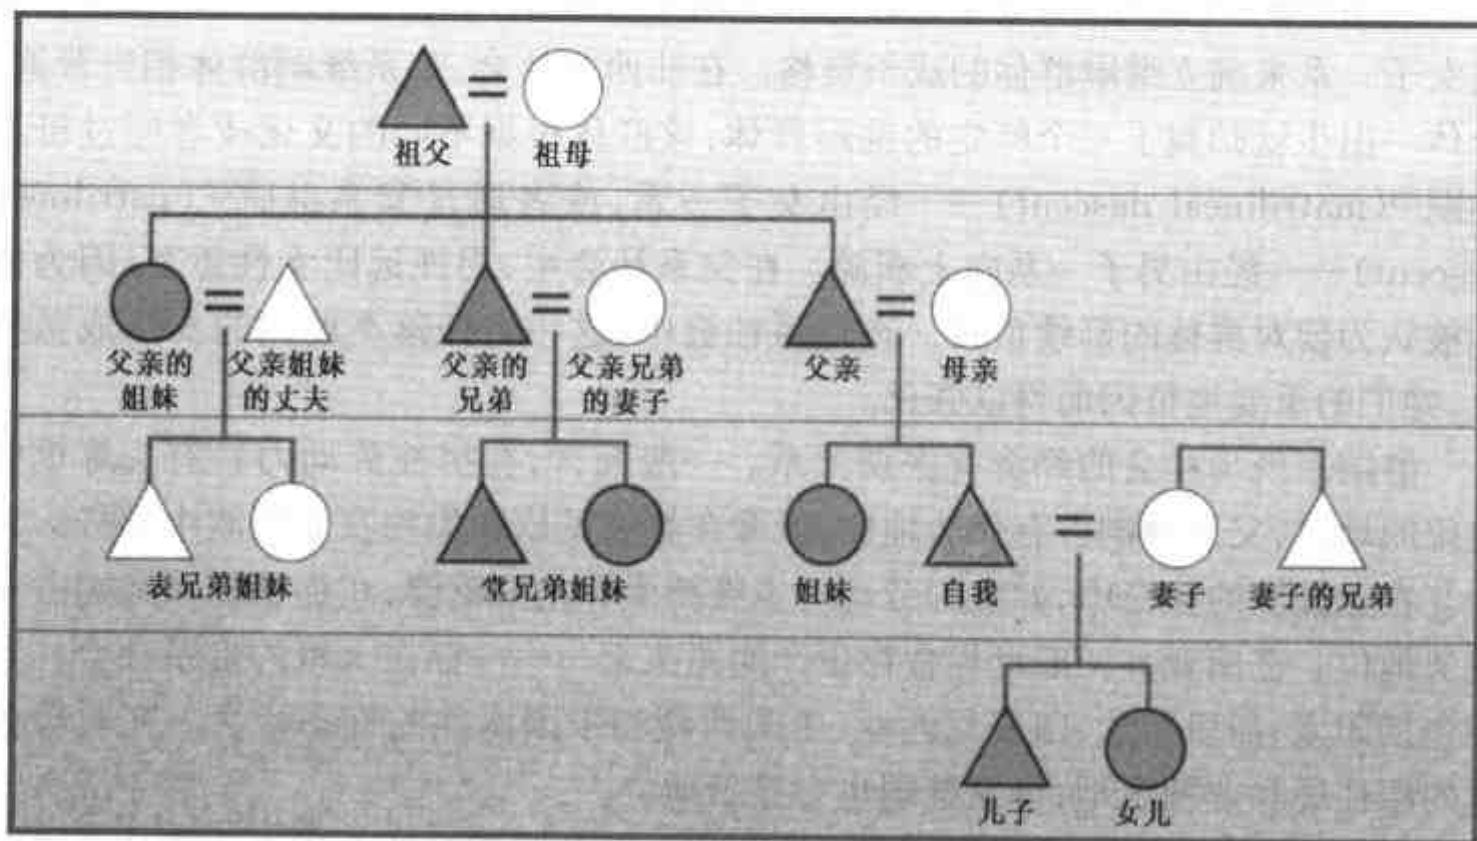 祖父 祖母
父亲的姐妹 父亲姐妹的丈夫 父亲的兄弟 父亲兄弟的妻子 父亲 母亲
表兄弟姐妹 堂兄弟姐妹 姐妹 自我 妻子 妻子的兄弟
儿子 女儿